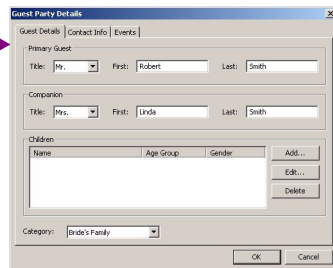 Guest Party Details
Guest Details Contact Info Events
Primary Guest
Title: Mr. First: Robert Last: Smith
Companion
Title: Mrs. First: Linda Last: Smith
Children
Name Age Group Gender
Add...
Edit...
Delete
Category: Bride's Family
OK Cancel